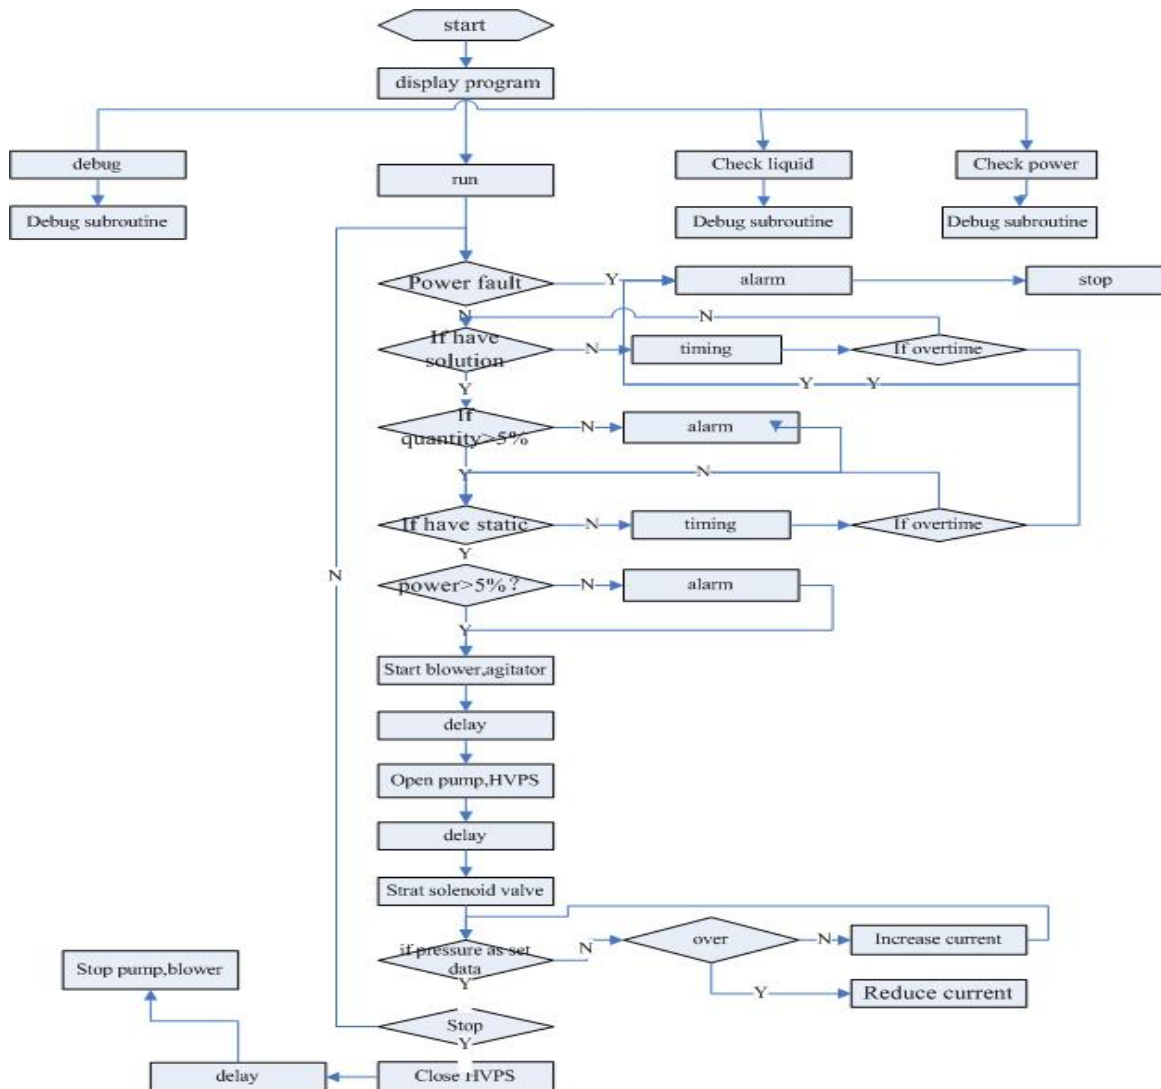 start
display program
debug
run
Check liquid
Check power
Debug subroutine
Debug subroutine
Debug subroutine
Power fault
Y
alarm
stop
N
N
If have
solution
N
timing
If overtime
Y
Y
Y
If
quantity>5%
N
alarm
Y
N
If have static
N
timing
If overtime
Y
N
power>5%?
N
alarm
Y
Start blower,agitator
delay
Open pump,HVPS
delay
Strat solenoid valve
if pressure as set
data
N
over
N
Increase current
Y
Y
Reduce current
Stop pump,blower
Stop
Y
delay
Close HVPS